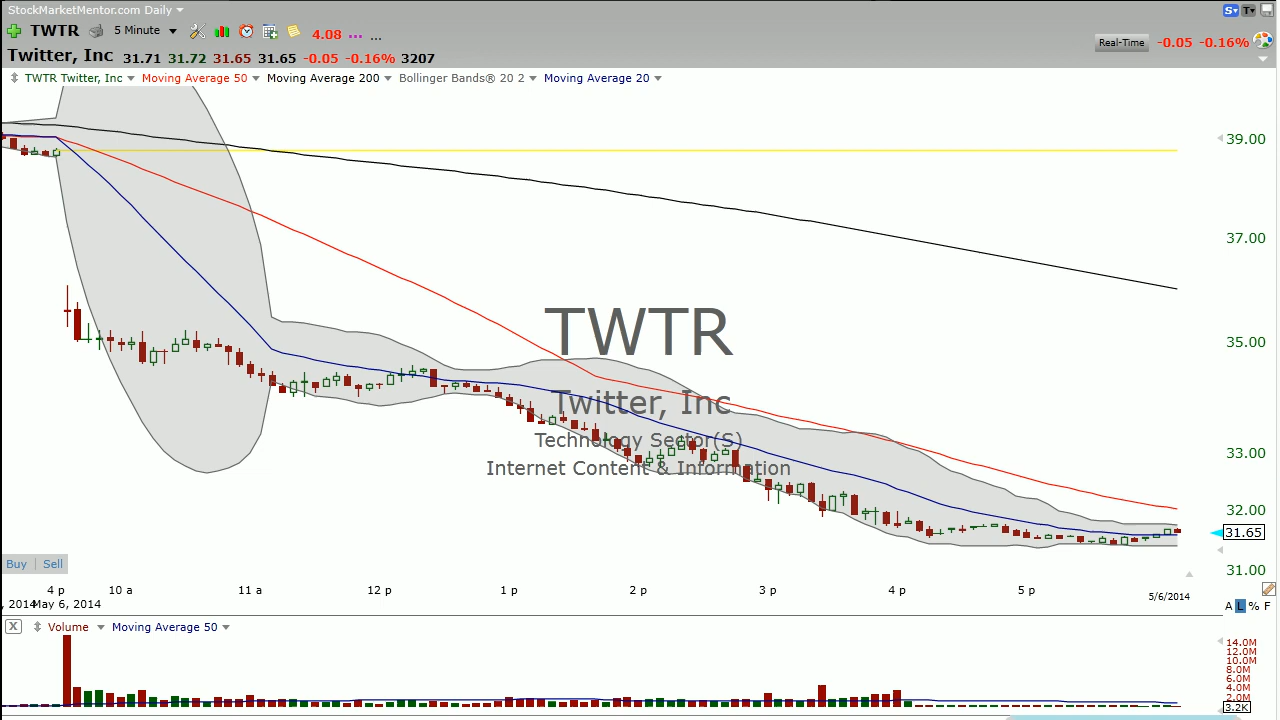 StockMarketMentor.com Daily
TWTR 5 Minute 4.08 ... ...
Twitter, Inc 31.71 31.72 31.65 31.65 -0.05 -0.16% 3207
Real-Time -0.05 -0.16%
S T
TWTR Twitter, Inc Moving Average 50 Moving Average 200 Bollinger Bands® 20 2 Moving Average 20
39.00
37.00
35.00
33.00
32.00
31.65
31.00
TWTR
Twitter, Inc
Technology Sector(S)
Internet Content & Information
Buy Sell
4 p 10 a 11 a 12 p 1 p 2 p 3 p 4 p 5 p
, 2014 May 6, 2014 5/6/2014
A L % F
X Volume Moving Average 50
14.0M
12.0M
10.0M
8.0M
6.0M
4.0M
2.0M
3.2K